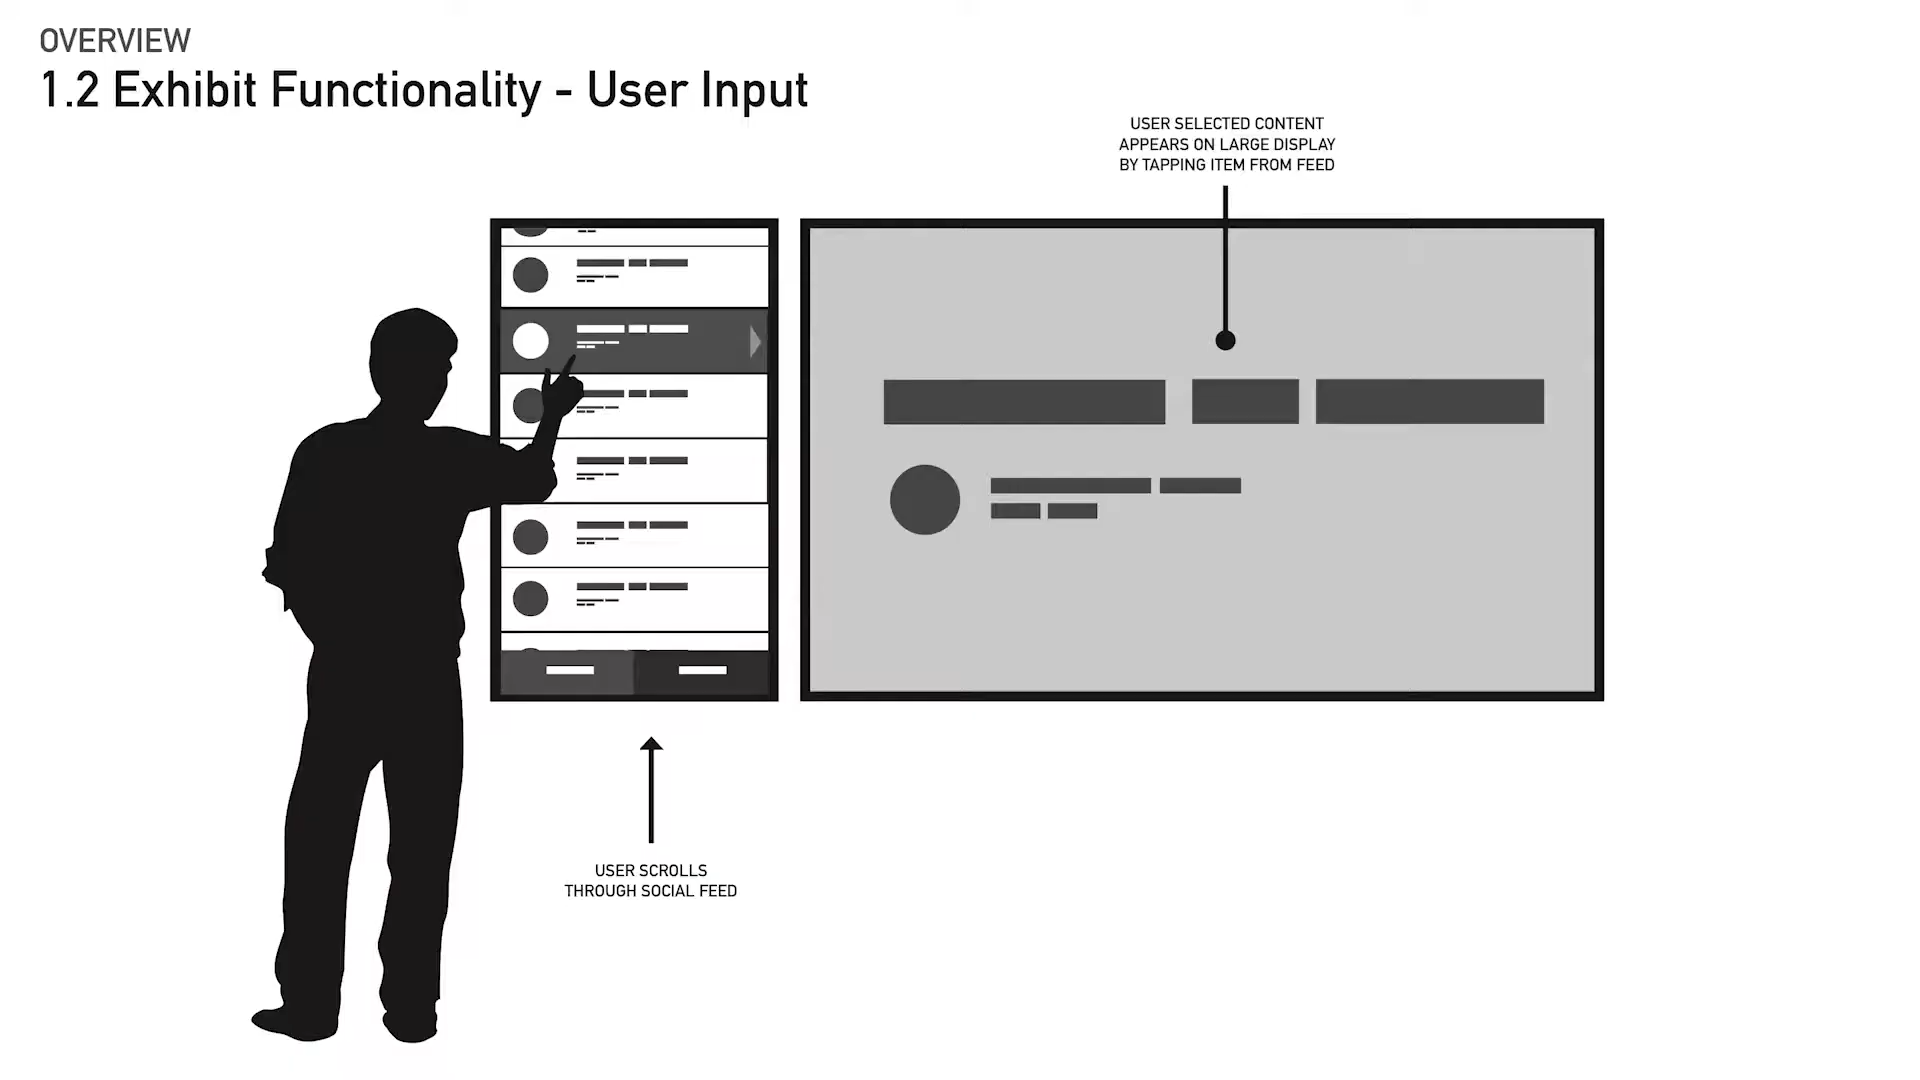 OVERVIEW
1.2 Exhibit Functionality - User Input
USER SELECTED CONTENT
APPEARS ON LARGE DISPLAY
BY TAPPING ITEM FROM FEED
USER SCROLLS
THROUGH SOCIAL FEED